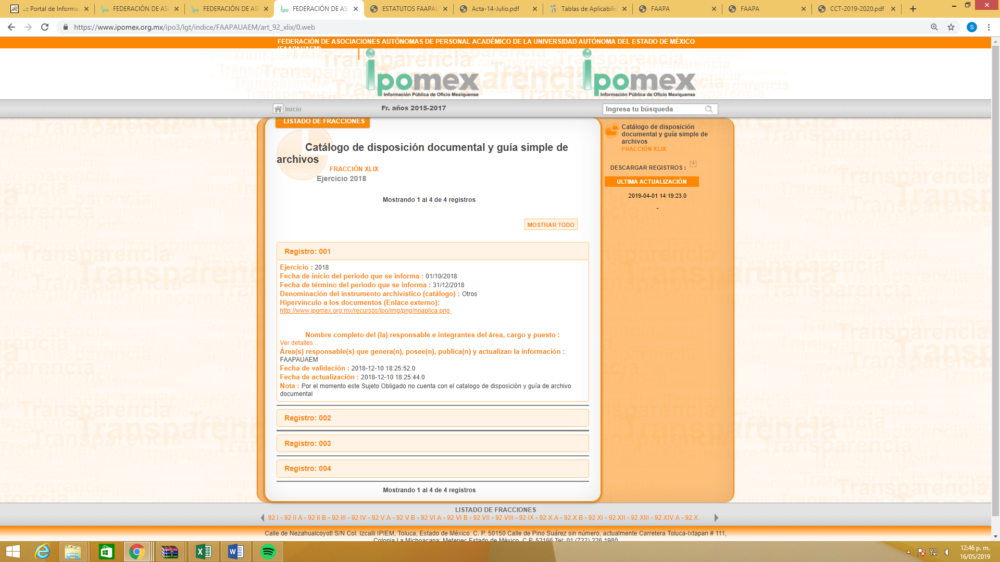 ..:: Portal de Informa
FEDERACIÓN DE AS
FEDERACIÓN DE AS
FEDERACIÓN DE AS
ESTATUTOS FAAPAU
Acta-14-Julio.pdf
Tablas de Aplicabilid
FAAPA
FAAPA
CCT-2019-2020.pdf
https://www.ipomex.org.mx/ipo3/lgt/indice/FAAPAUAEM/art_92_xlix/0.web
S
FEDERACIÓN DE ASOCIACIONES AUTÓNOMAS DE PERSONAL ACADÉMICO DE LA UNIVERSIDAD AUTÓNOMA DEL ESTADO DE MÉXICO
(FAAPAUAEM)
ipomex
Información Pública de Oficio Mexiquense
ipomex
Información Pública de Oficio Mexiquense
Inicio
Fr. años 2015-2017
Ingresa tu búsqueda
LISTADO DE FRACCIONES
Catálogo de disposición documental y guía simple de
archivos
FRACCIÓN XLIX
Ejercicio 2018
Mostrando 1 al 4 de 4 registros
MOSTRAR TODO
Registro: 001
Ejercicio : 2018
Fecha de inicio del periodo que se informa : 01/10/2018
Fecha de término del periodo que se informa : 31/12/2018
Denominación del instrumento archivístico (catálogo) : Otros
Hipervinculo a los documentos (Enlace externo):
http://www.ipomex.org.mx/recursos/ipo/img/png/noaplica.png
Nombre completo del (la) responsable e integrantes del área, cargo y puesto :
Ver detalles...
Área(s) responsable(s) que genera(n), posee(n), publica(n) y actualizan la información :
FAAPAUAEM
Fecha de validación : 2018-12-10 18:25:52.0
Fecha de actualización : 2018-12-10 18:25:44.0
Nota : Por el momento este Sujeto Obligado no cuenta con el catalogo de disposición y guía de archivo
documental
Registro: 002
Registro: 003
Registro: 004
Mostrando 1 al 4 de 4 registros
Catálogo de disposición
documental y guía simple de
archivos
FRACCIÓN XLIX
DESCARGAR REGISTROS :
ULTIMA ACTUALIZACIÓN
2019-04-01 14:19:23.0
-
LISTADO DE FRACCIONES
92 I - 92 II A - 92 II B - 92 III - 92 IV - 92 V A - 92 V B - 92 VI A - 92 VI B - 92 VII - 92 VIII - 92 IX - 92 X A - 92 X B - 92 XI - 92 XII - 92 XIII - 92 XIV A - 92 X
Calle de Nezahualcoyotl S/N Col. Izcalli IPIEM, Toluca, Estado de México. C. P. 50150 Calle de Pino Suárez sin número, actualmente Carretera Toluca-Ixtapan # 111,
Colonia La Michoacana; Metepec Estado de México, C.P. 52166 Tel: 01 (722) 226 1980
12:46 p. m.
16/05/2019